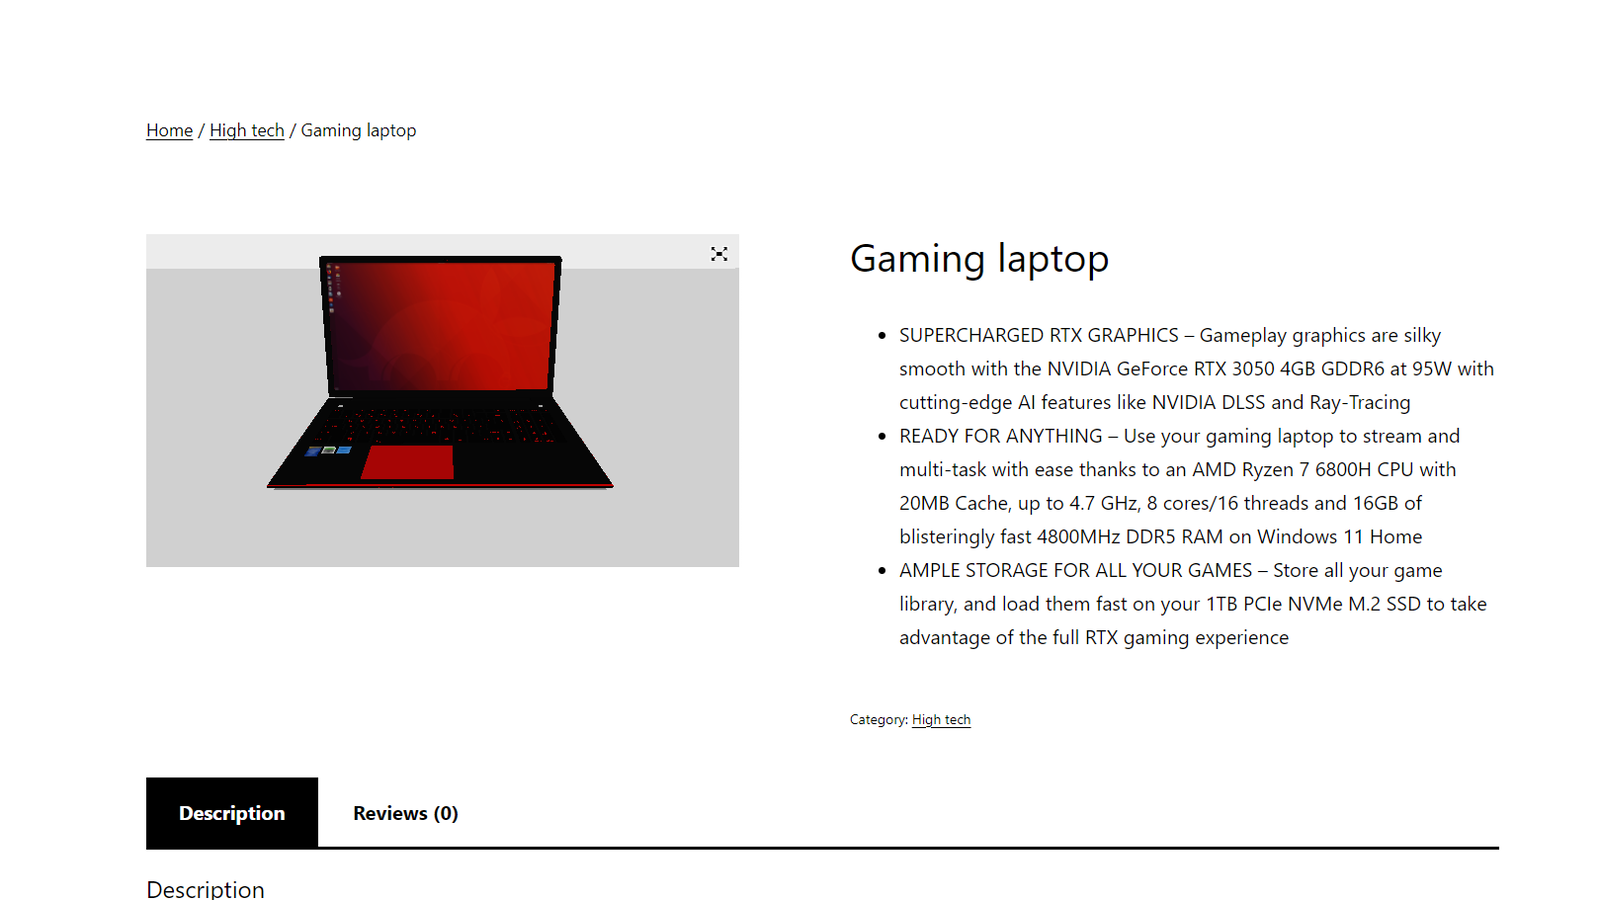 Home / High tech / Gaming laptop
Gaming laptop
SUPERCHARGED RTX GRAPHICS – Gameplay graphics are silky
smooth with the NVIDIA GeForce RTX 3050 4GB GDDR6 at 95W with
cutting-edge AI features like NVIDIA DLSS and Ray-Tracing
READY FOR ANYTHING – Use your gaming laptop to stream and
multi-task with ease thanks to an AMD Ryzen 7 6800H CPU with
20MB Cache, up to 4.7 GHz, 8 cores/16 threads and 16GB of
blisteringly fast 4800MHz DDR5 RAM on Windows 11 Home
AMPLE STORAGE FOR ALL YOUR GAMES – Store all your game
library, and load them fast on your 1TB PCIe NVMe M.2 SSD to take
advantage of the full RTX gaming experience
Category: High tech
Description
Reviews (0)
Description